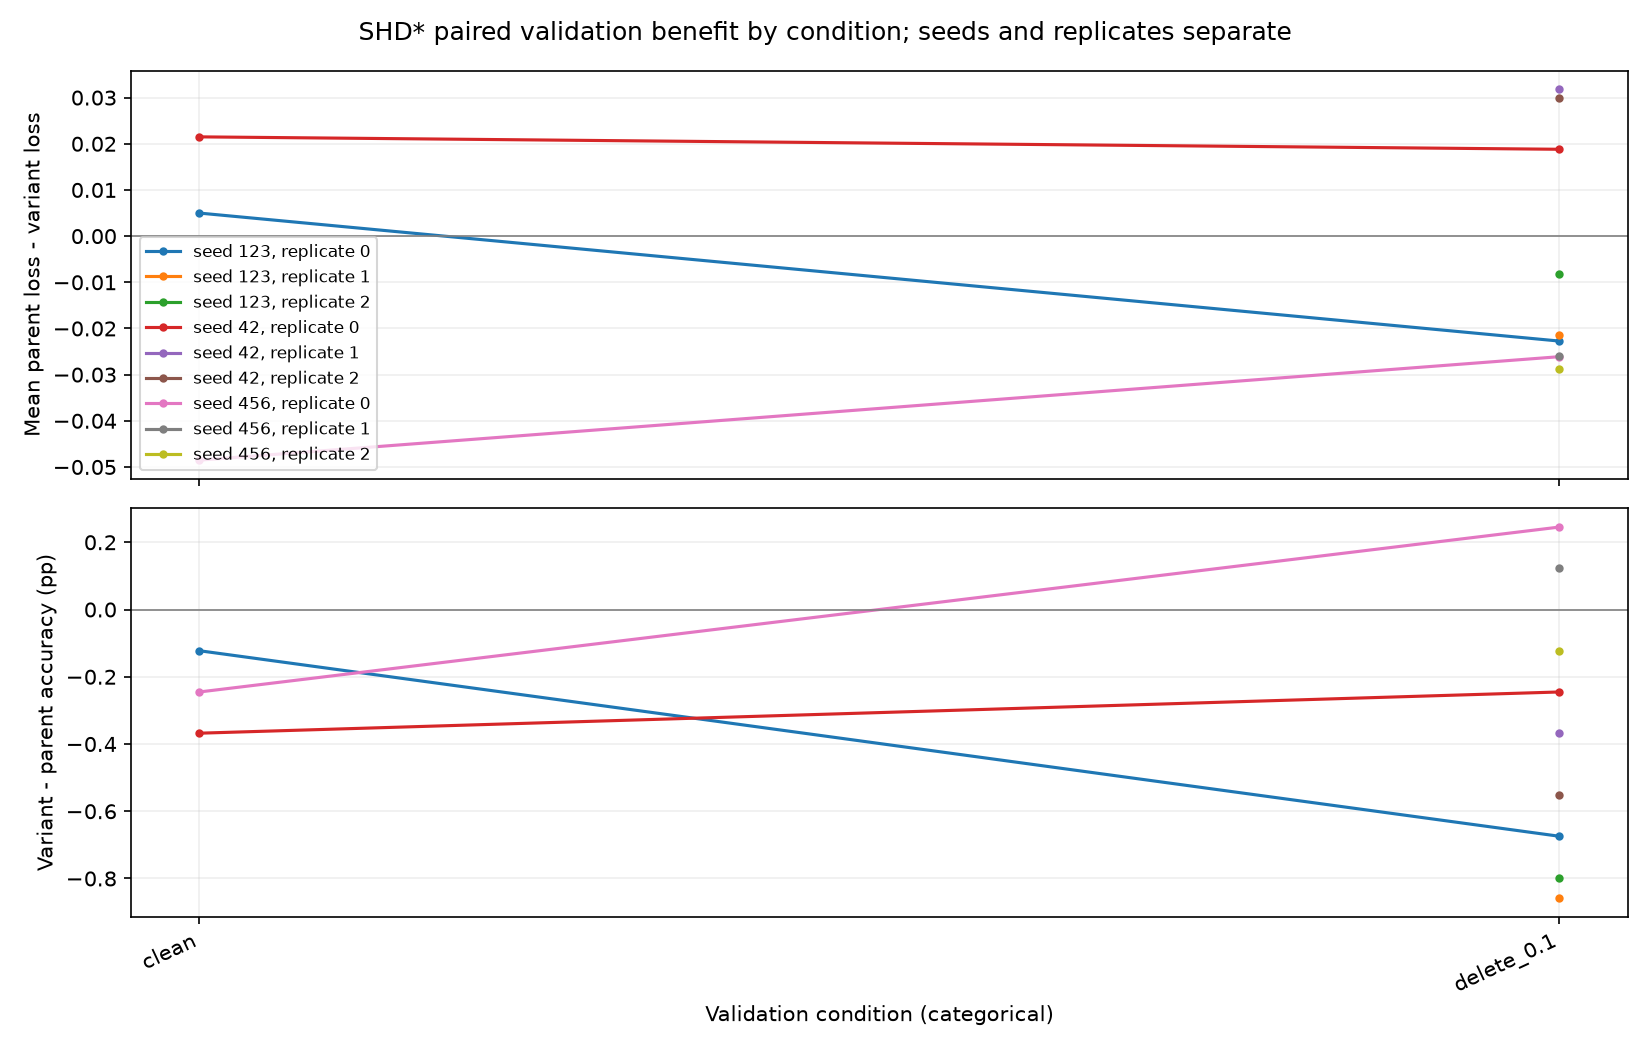 SHD* paired validation benefit by condition; seeds and replicates separate
Mean parent loss - variant loss
0.03
0.02
0.01
0.00
−0.01
−0.02
−0.03
−0.04
−0.05
seed 123, replicate 0
seed 123, replicate 1
seed 123, replicate 2
seed 42, replicate 0
seed 42, replicate 1
seed 42, replicate 2
seed 456, replicate 0
seed 456, replicate 1
seed 456, replicate 2
Variant - parent accuracy (pp)
0.2
0.0
−0.2
−0.4
−0.6
−0.8
clean
delete_0.1
Validation condition (categorical)